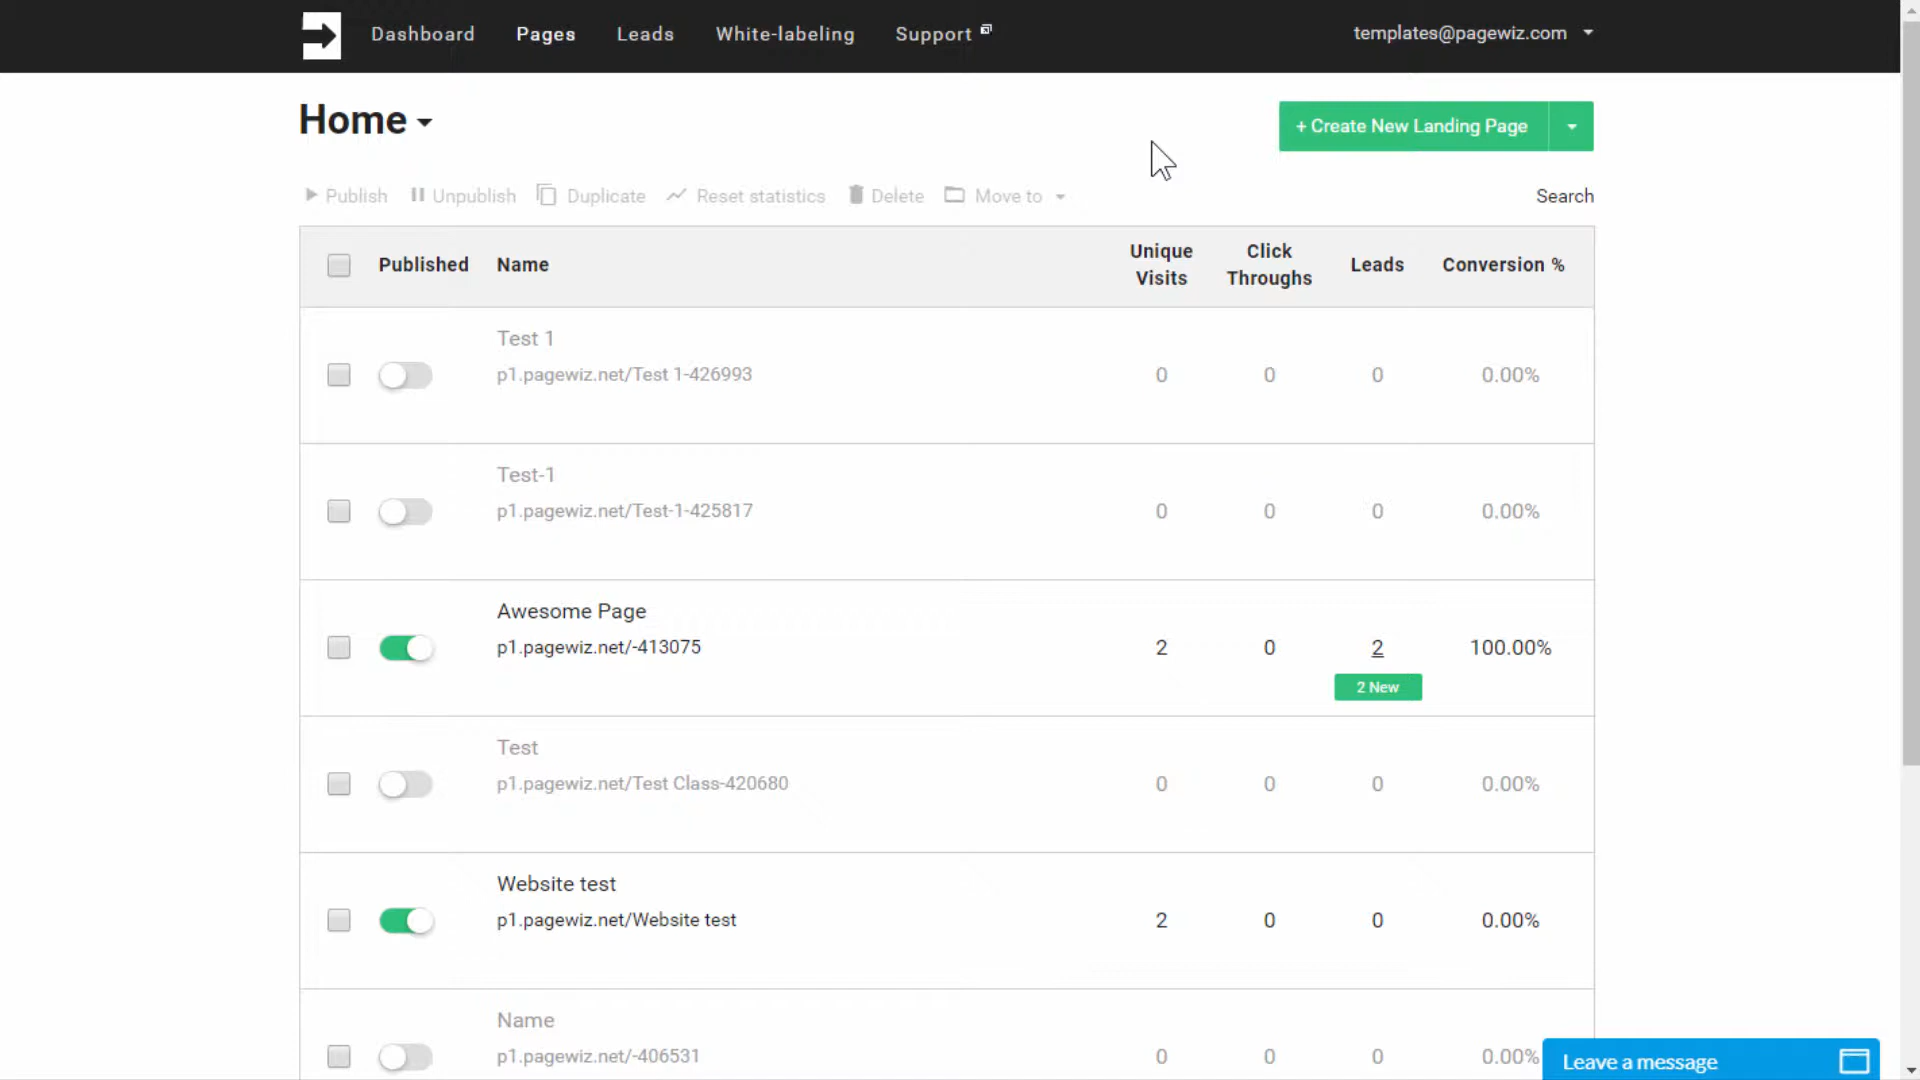 Dashboard Pages Leads White-labeling Support templates@pagewiz.com
Home
+ Create New Landing Page
Publish Unpublish Duplicate Reset statistics Delete Move to Search
Published Name Unique Visits Click Throughs Leads Conversion %
Test 1
p1.pagewiz.net/Test 1-426993 0 0 0 0.00%
Test-1
p1.pagewiz.net/Test-1-425817 0 0 0 0.00%
Awesome Page
p1.pagewiz.net/-413075 2 0 2 100.00%
2 New
Test
p1.pagewiz.net/Test Class-420680 0 0 0 0.00%
Website test
p1.pagewiz.net/Website test 2 0 0 0.00%
Name
p1.pagewiz.net/-406531 0 0 0 0.00%
Leave a message